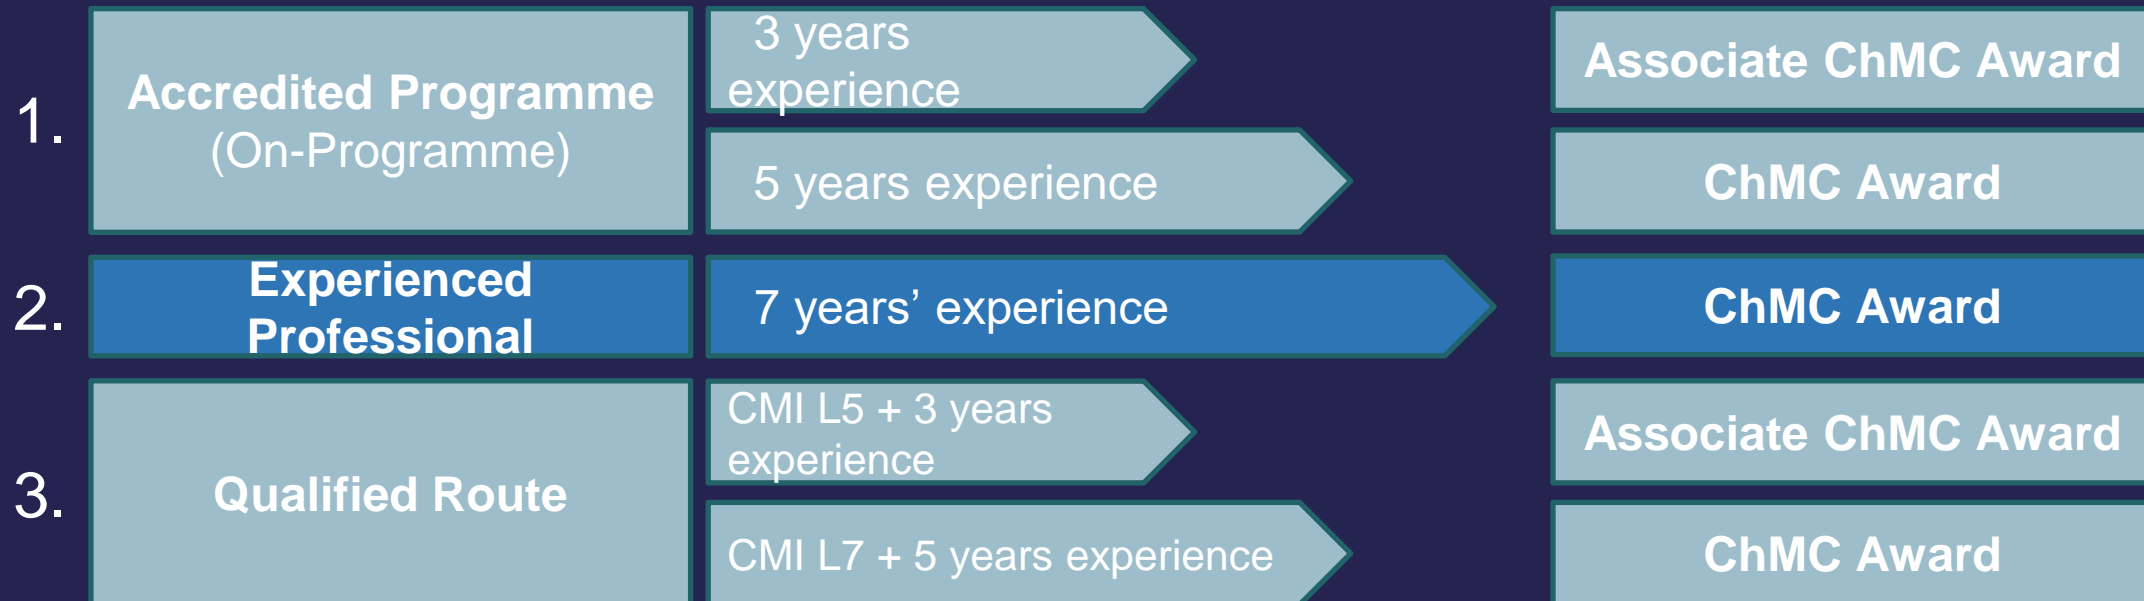 1.
Accredited Programme
(On-Programme)
3 years
experience
Associate ChMC Award
5 years experience
ChMC Award
2.
Experienced
Professional
7 years’ experience
ChMC Award
3.
Qualified Route
CMI L5 + 3 years
experience
Associate ChMC Award
CMI L7 + 5 years experience
ChMC Award